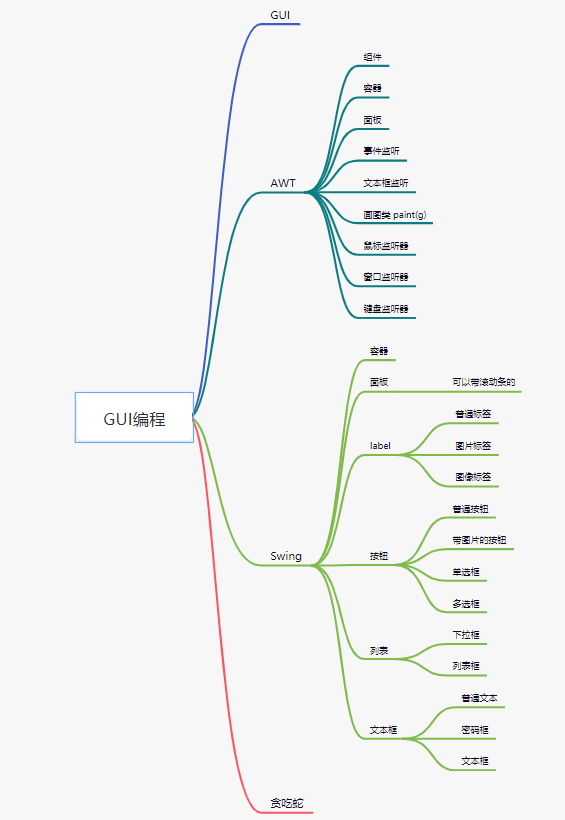 GUI编程
GUI
AWT
组件
容器
面板
事件监听
文本框监听
画图类 paint(g)
鼠标监听器
窗口监听器
键盘监听器
Swing
容器
面板
可以带滚动条的
label
普通标签
图片标签
图像标签
按钮
普通按钮
带图片的按钮
单选框
多选框
列表
下拉框
列表框
文本框
普通文本
密码框
文本框
贪吃蛇